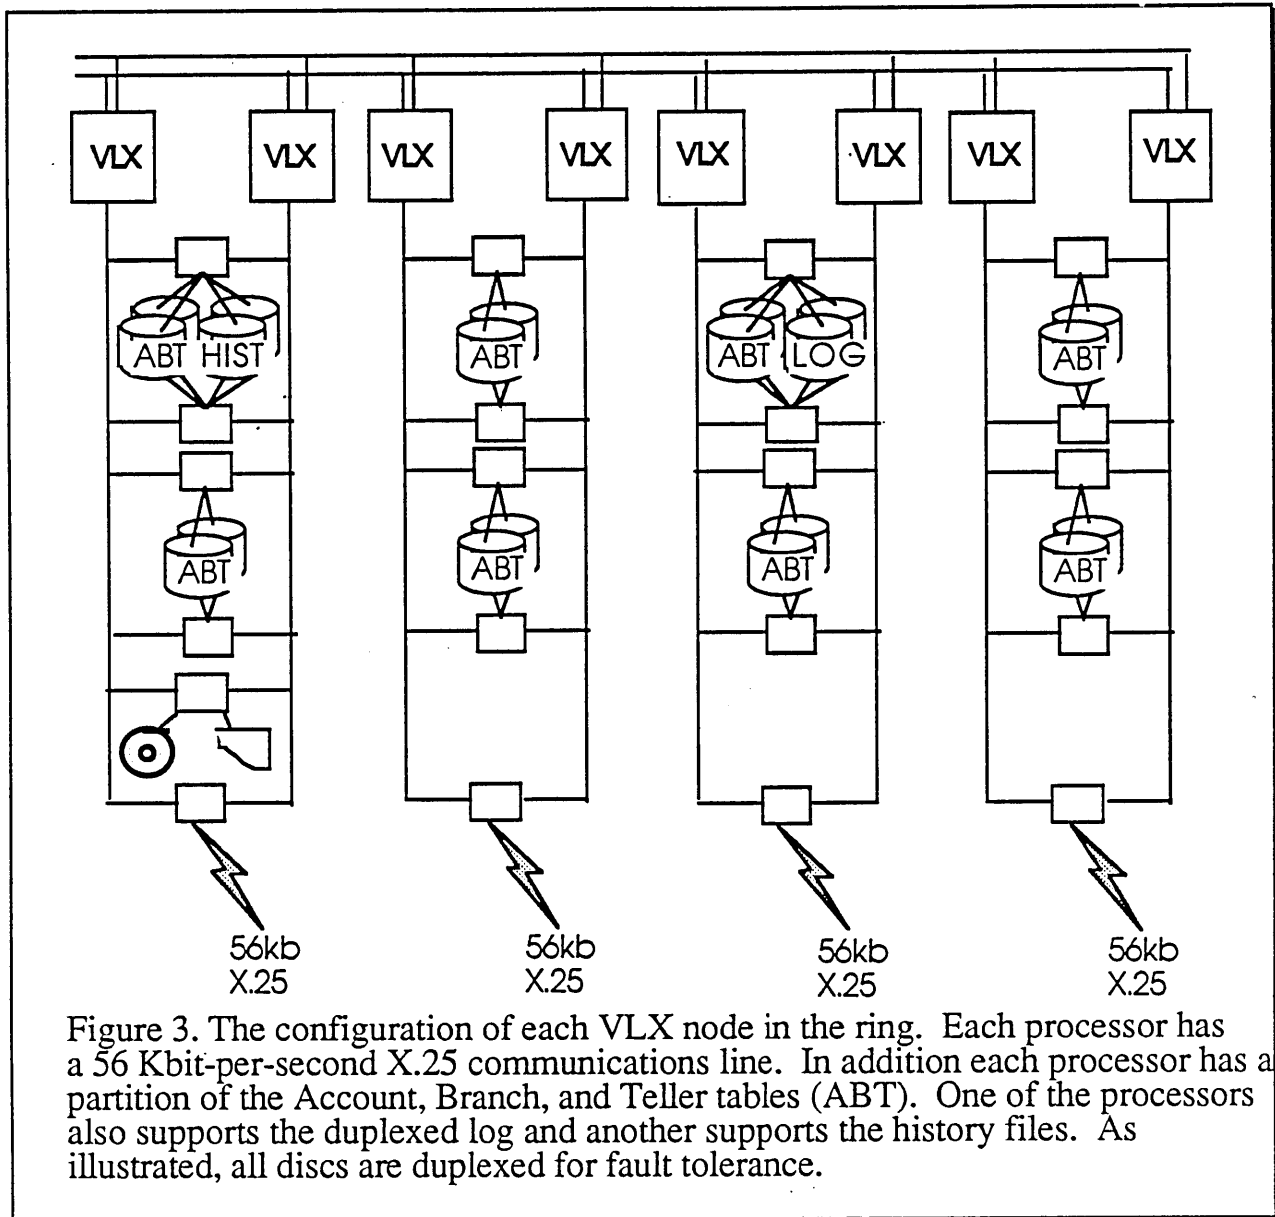 VLX VLX VLX VLX VLX VLX VLX VLX
ABT HIST ABT ABT LOG ABT
ABT ABT ABT ABT
56kb 56kb 56kb 56kb
X.25 X.25 X.25 X.25
Figure 3. The configuration of each VLX node in the ring. Each processor has
a 56 Kbit-per-second X.25 communications line. In addition each processor has a
partition of the Account, Branch, and Teller tables (ABT). One of the processors
also supports the duplexed log and another supports the history files. As
illustrated, all discs are duplexed for fault tolerance.